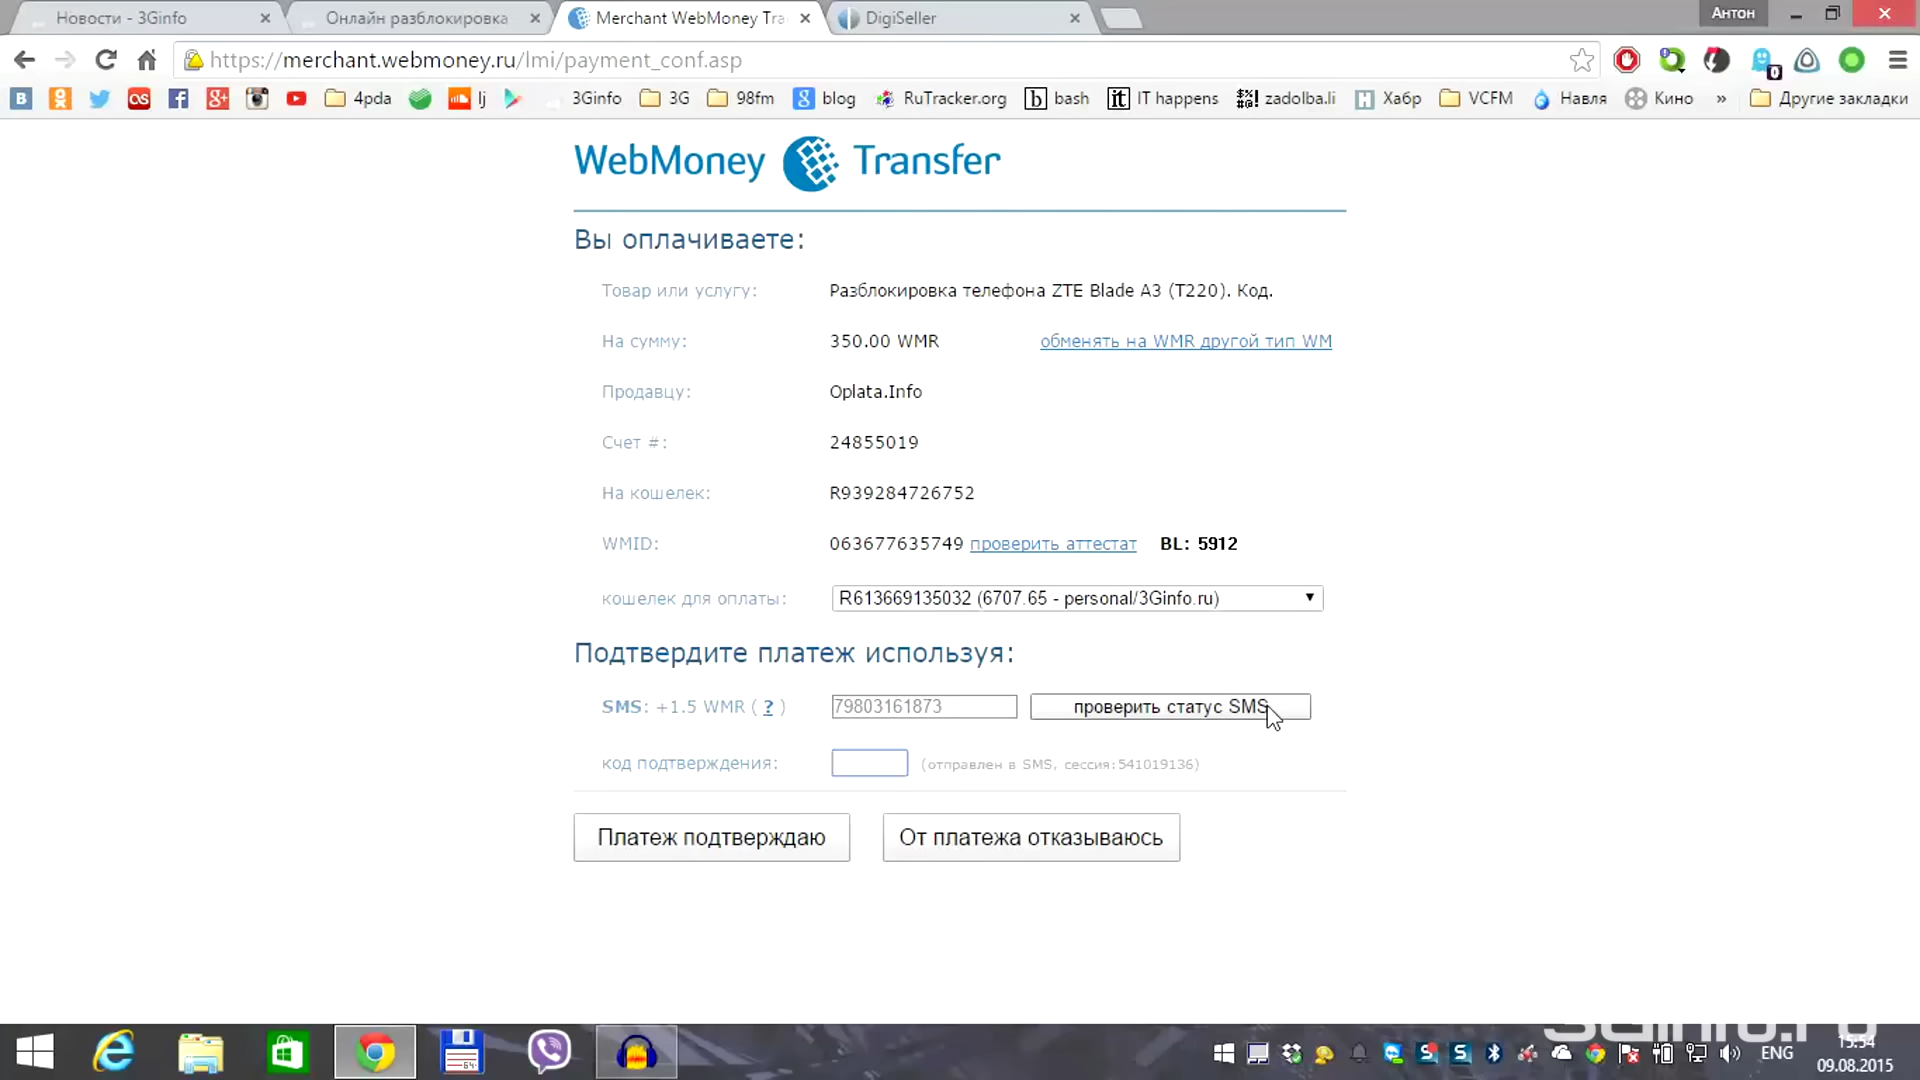 Новости - 3Ginfo
Онлайн разблокировка
Merchant WebMoney Tra
DigiSeller
Антон
https://merchant.webmoney.ru/lmi/payment_conf.asp
4pda
lj
3Ginfo
3G
98fm
blog
RuTracker.org
bash
IT happens
zadolba.li
Хабр
VCFM
Навля
Кино
»
Другие закладки
WebMoney Transfer
Вы оплачиваете:
Товар или услугу: Разблокировка телефона ZTE Blade A3 (T220). Код.
На сумму: 350.00 WMR обменять на WMR другой тип WM
Продавцу: Oplata.Info
Счет #: 24855019
На кошелек: R939284726752
WMID: 063677635749 проверить аттестат BL: 5912
кошелек для оплаты: R613669135032 (6707.65 - personal/3Ginfo.ru)
Подтвердите платеж используя:
SMS: +1.5 WMR ( ? ) 79803161873 проверить статус SMS
код подтверждения: (отправлен в SMS, сессия:541019136)
Платеж подтверждаю От платежа отказываюсь
3Ginfo.ru
ENG
15:54
09.08.2015